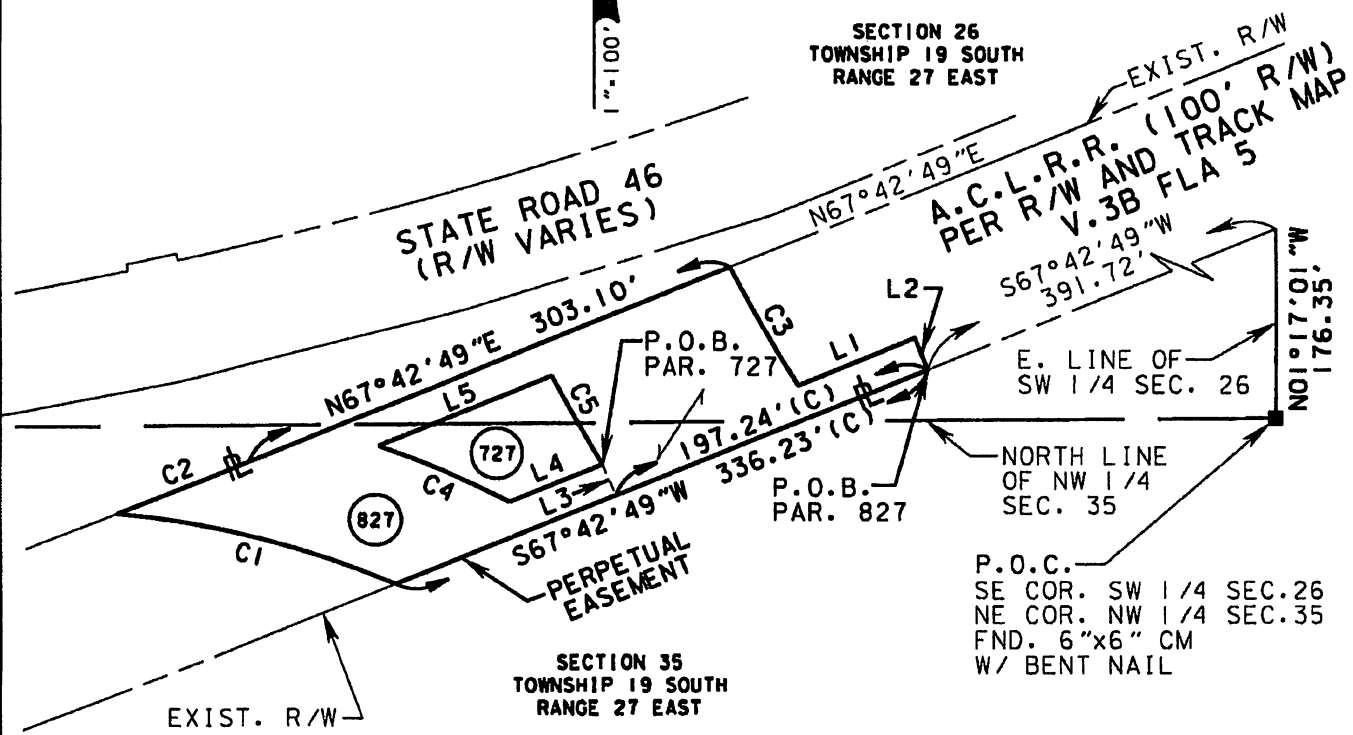 1"=100'
SECTION 26
TOWNSHIP 19 SOUTH
RANGE 27 EAST
EXIST. R/W
A.C.L.R.R. (100' R/W)
PER R/W AND TRACK MAP
V.3B FLA 5
N67°42'49"E
STATE ROAD 46
(R/W VARIES)
S67°42'49"W
391.72'
N01°17'01"W
176.35'
L2
C3
L1
N67°42'49"E 303.10'
P.O.B.
PAR. 727
E. LINE OF
SW 1/4 SEC. 26
L5
C5
727
L4
C4
L3
C2
PL
PL
197.24'(C)
336.23'(C)
S67°42'49"W
827
C1
P.O.B.
PAR. 827
NORTH LINE
OF NW 1/4
SEC. 35
PERPETUAL
EASEMENT
P.O.C.
SE COR. SW 1/4 SEC.26
NE COR. NW 1/4 SEC.35
FND. 6"x6" CM
W/ BENT NAIL
SECTION 35
TOWNSHIP 19 SOUTH
RANGE 27 EAST
EXIST. R/W